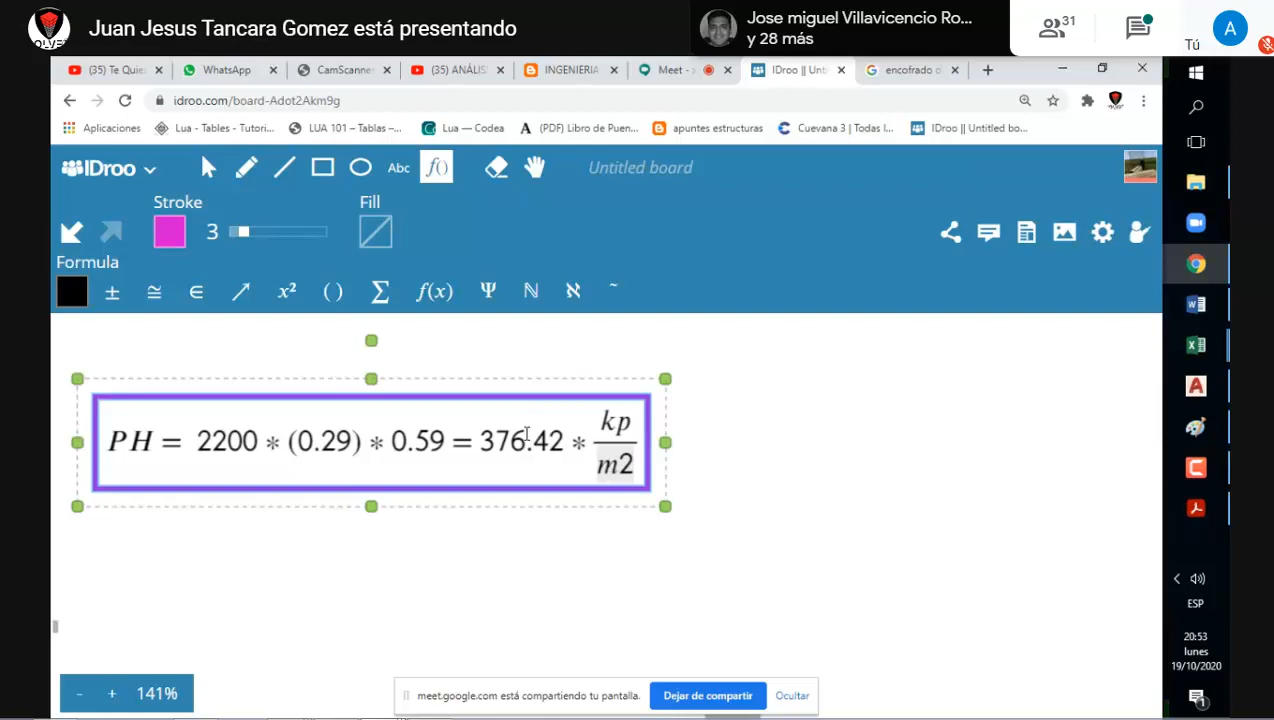 Juan Jesus Tancara Gomez está presentando
Jose miguel Villavicencio Ro...
y 28 más
31
A
Tú
(35) Te Quie
WhatsApp
CamScanne
(35) ANÁLIS
INGENIERIA
Meet -
IDroo || Unt
encofrado o
idroo.com/board-Adot2Akm9g
Aplicaciones
Lua - Tables - Tutori...
LUA 101 – Tablas –...
Lua — Codea
(PDF) Libro de Puen...
apuntes estructuras
Cuevana 3 | Todas l...
IDroo || Untitled bo...
IDroo
Abc
f()
Untitled board
Stroke
Fill
3
Formula
± ≅ ∈ x² ( ) Σ f(x) Ψ ℕ ℵ ~
PH = 2200 * (0.29) * 0.59 = 376.42 * kp/m2
- + 141%
meet.google.com está compartiendo tu pantalla.
Dejar de compartir
Ocultar
ESP
20:53
lunes
19/10/2020
1